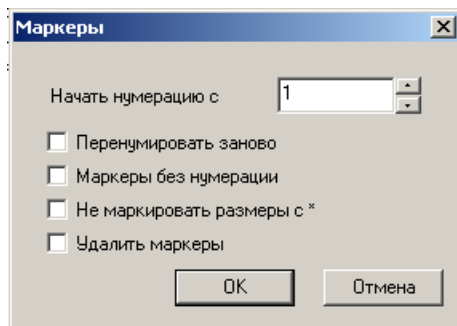 Маркеры
Начать нумерацию с 1
Перенумировать заново
Маркеры без нумерации
Не маркировать размеры с *
Удалить маркеры
OK Отмена